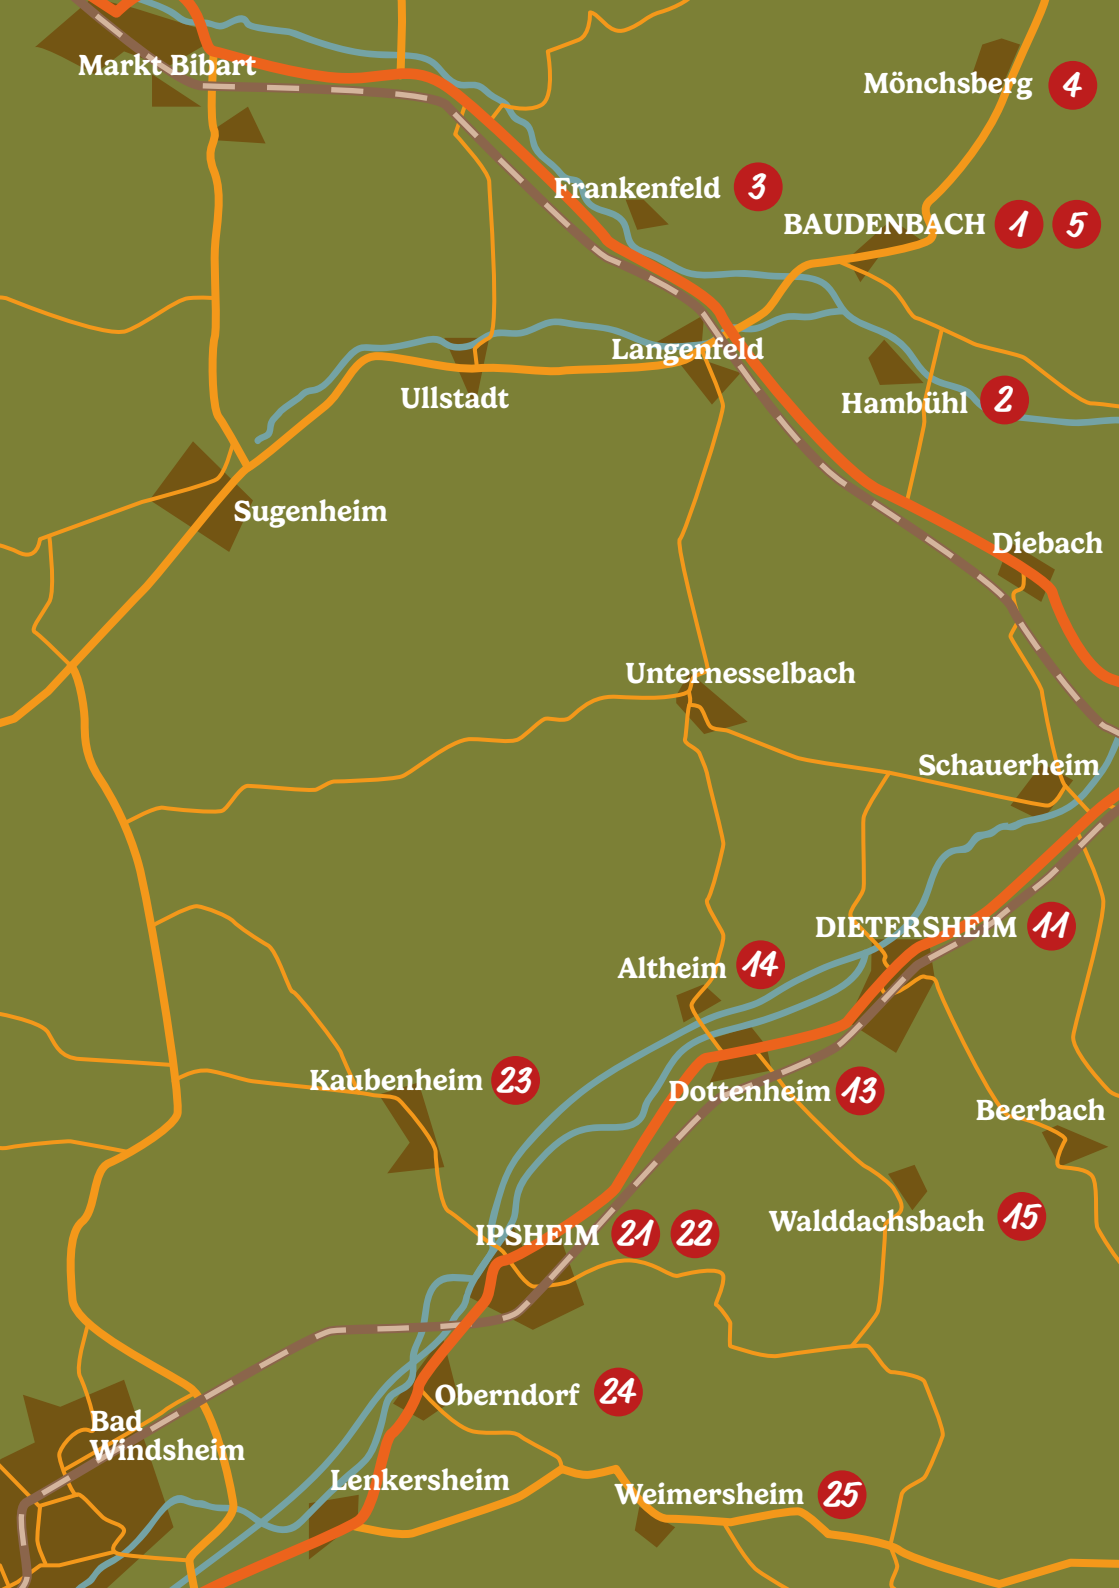 Markt Bibart
Mönchsberg 4
Frankenfeld 3
BAUDENBACH 1 5
Langenfeld
Ullstadt
Hambühl 2
Sugenheim
Diebach
Unternesselbach
Schauerheim
DIETERSHEIM 11
Altheim 14
Kaubenheim 23
Dottenheim 13
Beerbach
Walddachsbach 15
IPSHEIM 21 22
Oberndorf 24
Bad
Windsheim
Lenkersheim
Weimersheim 25